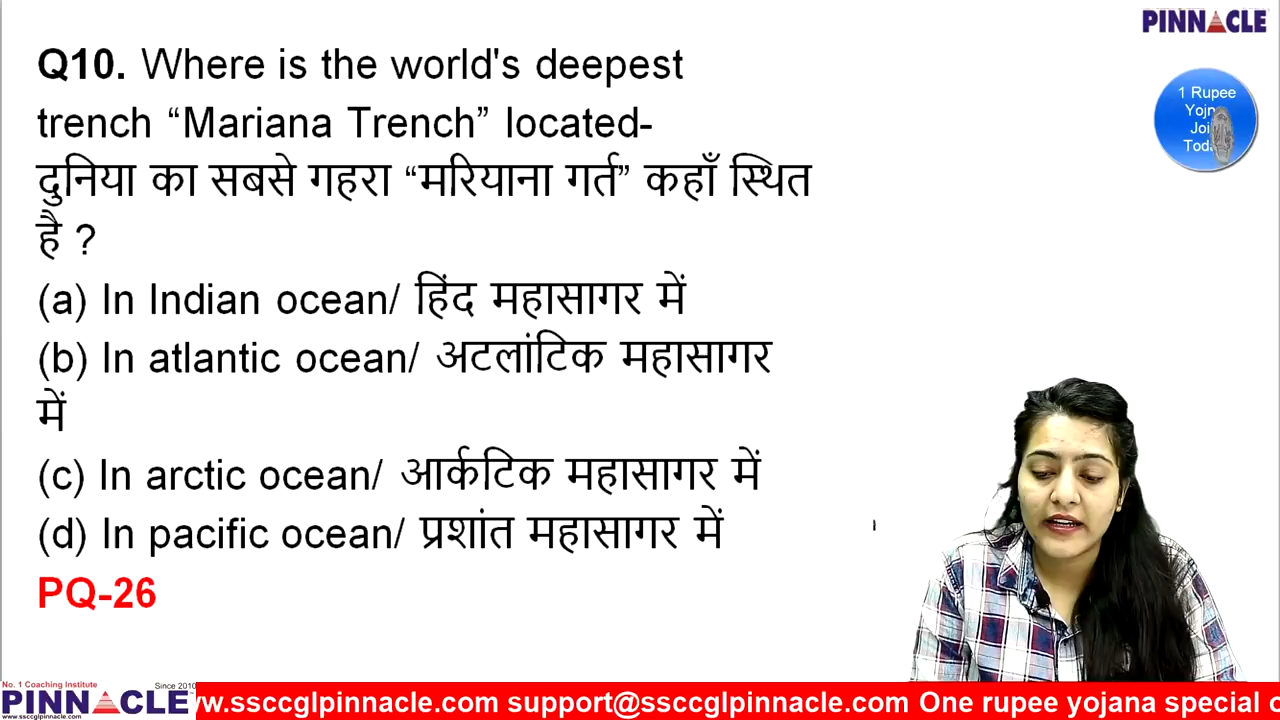 PINNACLE
Q10. Where is the world's deepest
trench “Mariana Trench” located-
दुनिया का सबसे गहरा “मरियाना गर्त” कहाँ स्थित
है ?
(a) In Indian ocean/ हिंद महासागर में
(b) In atlantic ocean/ अटलांटिक महासागर
में
(c) In arctic ocean/ आर्कटिक महासागर में
(d) In pacific ocean/ प्रशांत महासागर में
PQ-26
1 Rupee
No. 1 Coaching Institute
Since 2010
PINNACLE
www.ssccglpinnacle.com
w.ssccglpinnacle.com support@ssccglpinnacle.com One rupee yojana special